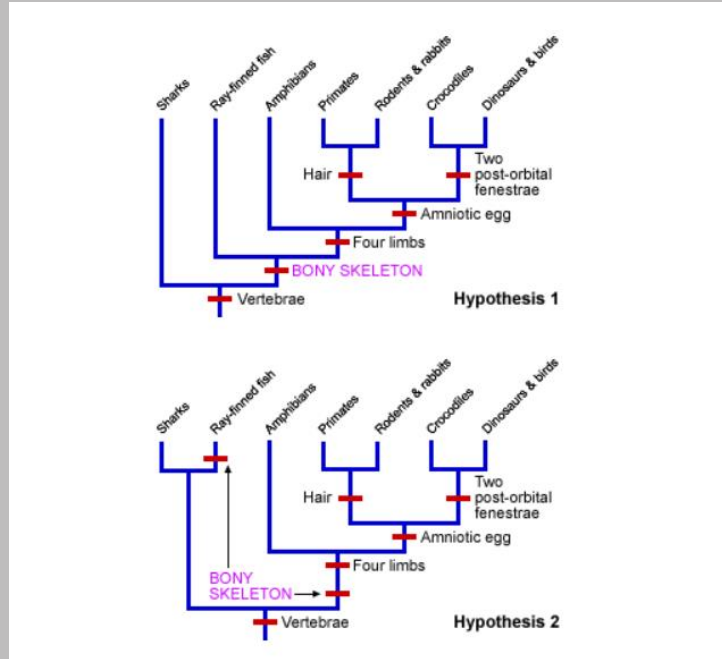 Sharks
Ray-finned fish
Amphibians
Primates
Rodents & rabbits
Crocodiles
Dinosaurs & birds
Hair
Two
post-orbital
fenestrae
Amniotic egg
Four limbs
BONY SKELETON
Vertebrae
Hypothesis 1
Sharks
Ray-finned fish
Amphibians
Primates
Rodents & rabbits
Crocodiles
Dinosaurs & birds
Hair
Two
post-orbital
fenestrae
Amniotic egg
Four limbs
BONY
SKELETON
Vertebrae
Hypothesis 2